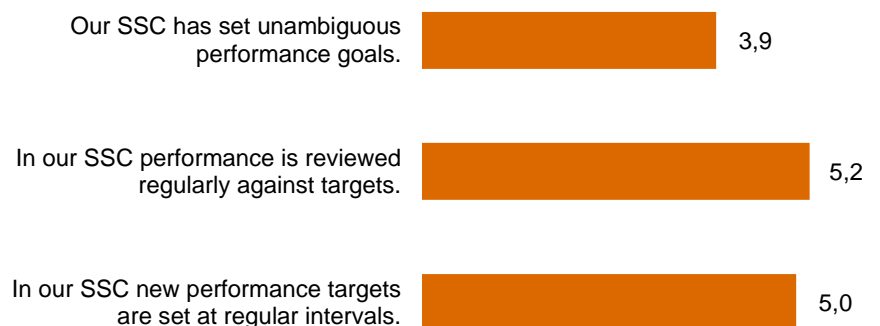 Our SSC has set unambiguous
performance goals.
3,9
In our SSC performance is reviewed
regularly against targets.
5,2
In our SSC new performance targets
are set at regular intervals.
5,0